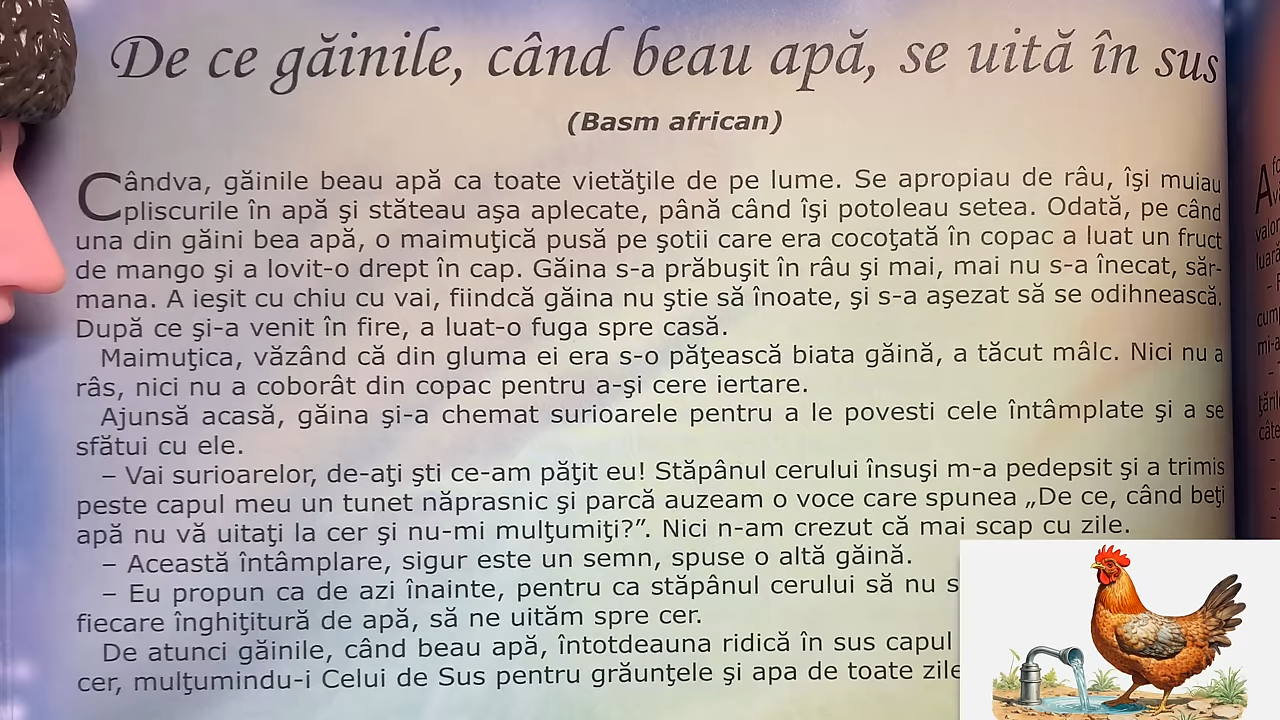 De ce găinile, când beau apă, se uită în sus
(Basm african)
Cândva, găinile beau apă ca toate vietăţile de pe lume. Se apropiau de râu, îşi muiau
pliscurile în apă şi stăteau aşa aplecate, până când îşi potoleau setea. Odată, pe când
una din găini bea apă, o maimuţică pusă pe şotii care era cocoţată în copac a luat un fruct
de mango şi a lovit-o drept în cap. Găina s-a prăbuşit în râu şi mai, mai nu s-a înecat, săr-
mana. A ieşit cu chiu cu vai, fiindcă găina nu ştie să înoate, şi s-a aşezat să se odihnească.
După ce şi-a venit în fire, a luat-o fuga spre casă.
Maimuţica, văzând că din gluma ei era s-o păţească biata găină, a tăcut mâlc. Nici nu a
râs, nici nu a coborât din copac pentru a-şi cere iertare.
Ajunsă acasă, găina şi-a chemat surioarele pentru a le povesti cele întâmplate şi a se
sfătui cu ele.
– Vai surioarelor, de-aţi şti ce-am păţit eu! Stăpânul cerului însuşi m-a pedepsit şi a trimis
peste capul meu un tunet năprasnic şi parcă auzeam o voce care spunea „De ce, când beţi
apă nu vă uitaţi la cer şi nu-mi mulţumiţi?”. Nici n-am crezut că mai scap cu zile.
– Această întâmplare, sigur este un semn, spuse o altă găină.
– Eu propun ca de azi înainte, pentru ca stăpânul cerului să nu s
fiecare înghiţitură de apă, să ne uităm spre cer.
De atunci găinile, când beau apă, întotdeauna ridică în sus capul
cer, mulţumindu-i Celui de Sus pentru grăunţele şi apa de toate zile